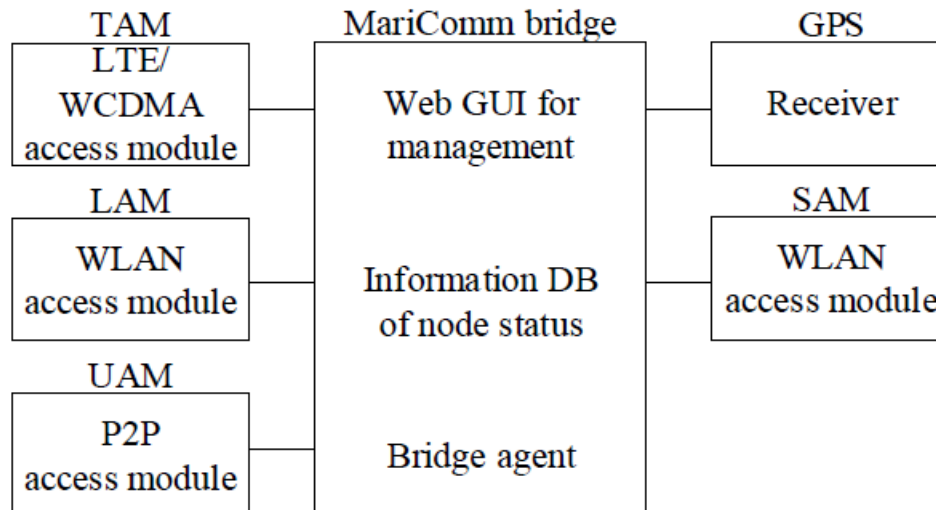 TAM
LTE/
WCDMA
access module
LAM
WLAN
access module
UAM
P2P
access module
MariComm bridge
Web GUI for
management
Information DB
of node status
Bridge agent
GPS
Receiver
SAM
WLAN
access module